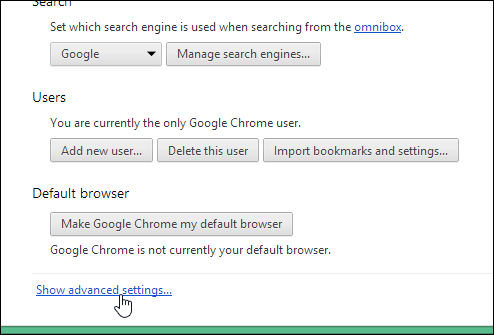 Search
Set which search engine is used when searching from the omnibox.
Google Manage search engines...
Users
You are currently the only Google Chrome user.
Add new user... Delete this user Import bookmarks and settings...
Default browser
Make Google Chrome my default browser
Google Chrome is not currently your default browser.
Show advanced settings...